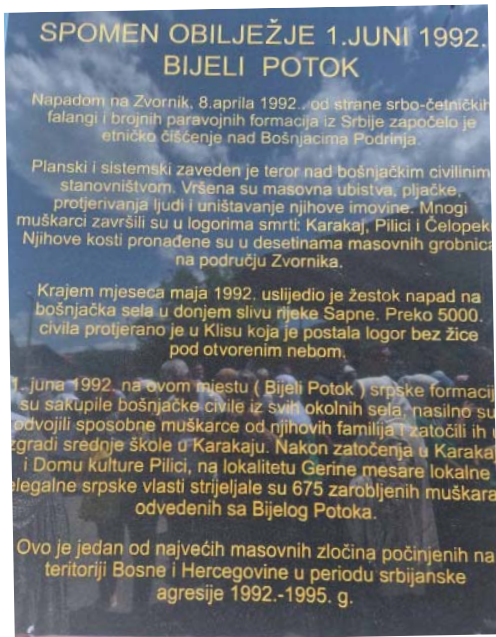 SPOMEN OBILJEŽJE 1.JUNI 1992.
BIJELI POTOK
Napadom na Zvornik, 8.aprila 1992., od strane srbo-četničkih
falangi i brojnih paravojnih formacija iz Srbije započelo je
etničko čišćenje nad Bošnjacima Podrinja.
Planski i sistemski zaveden je teror nad bošnjačkim civilinim
stanovništvom. Vršena su masovna ubistva, pljačke,
protjerivanja ljudi i uništavanje njihove imovine. Mnogi
muškarci završili su u logorima smrti: Karakaj, Pilici i Čelopek.
Njihove kosti pronađene su u desetinama masovnih grobnica
na području Zvornika.
Krajem mjeseca maja 1992. uslijedio je žestok napad na
bošnjačka sela u donjem slivu rijeke Sapne. Preko 5000.
civila protjerano je u Klisu koja je postala logor bez žice
pod otvorenim nebom.
1. juna 1992. na ovom mjestu ( Bijeli Potok ) srpske formacij
su sakupile bošnjačke civile iz svih okolnih sela, nasilno su
odvojili sposobne muškarce od njihovih familija i zatočili ih u
zgradi srednje škole u Karakaju. Nakon zatočenja u Karakaj
i Domu kulture Pilici, na lokalitetu Gerine mesare lokalne
elegalne srpske vlasti strijeljale su 675 zarobljenih muškara
odvedenih sa Bijelog Potoka.
Ovo je jedan od najvećih masovnih zločina počinjenih na
teritoriji Bosne i Hercegovine u periodu srbijanske
agresije 1992.-1995. g.